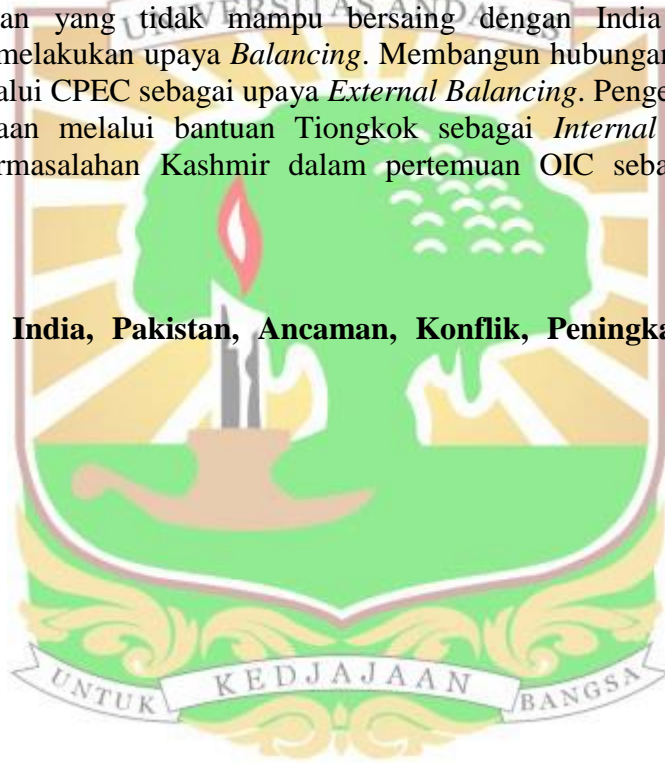 UNIVERSITAS ANDALAS
an yang tidak mampu bersaing dengan India
melakukan upaya Balancing. Membangun hubungan
alui CPEC sebagai upaya External Balancing. Penge
aan melalui bantuan Tiongkok sebagai Internal
rmasalahan Kashmir dalam pertemuan OIC seba
India, Pakistan, Ancaman, Konflik, Peningka
UNTUK KEDJAJAAN BANGSA